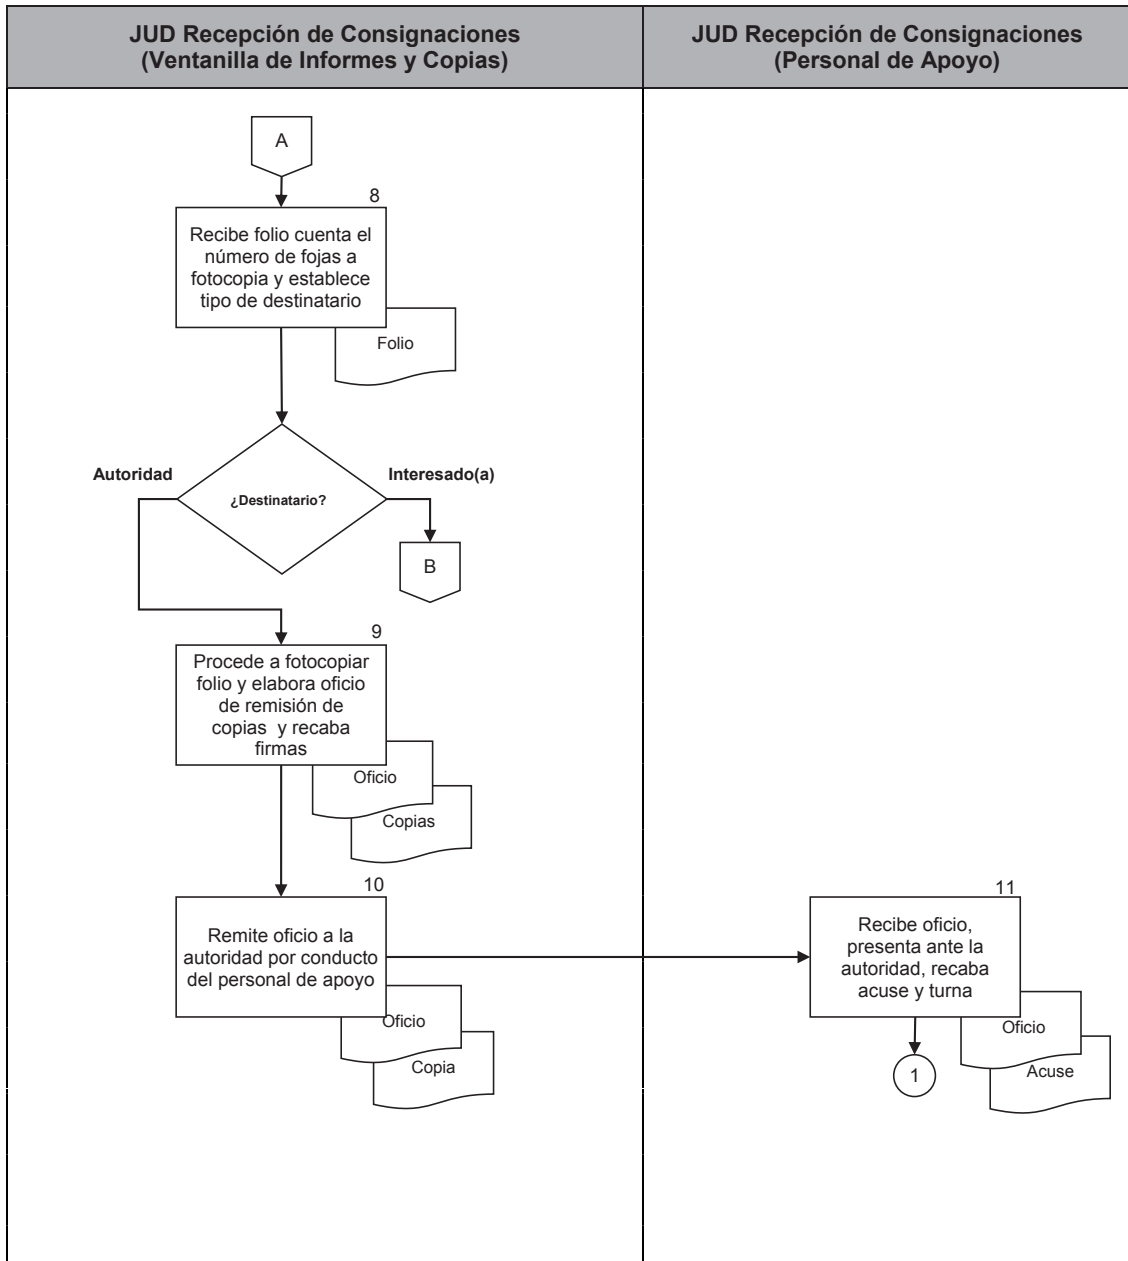 JUD Recepción de Consignaciones
(Ventanilla de Informes y Copias)
JUD Recepción de Consignaciones
(Personal de Apoyo)
A
8
Recibe folio cuenta el
número de fojas a
fotocopia y establece
tipo de destinatario
Folio
Autoridad
¿Destinatario?
Interesado(a)
B
9
Procede a fotocopiar
folio y elabora oficio
de remisión de
copias y recaba
firmas
Oficio
Copias
10
Remite oficio a la
autoridad por conducto
del personal de apoyo
Oficio
Copia
11
Recibe oficio,
presenta ante la
autoridad, recaba
acuse y turna
Oficio
Acuse
1